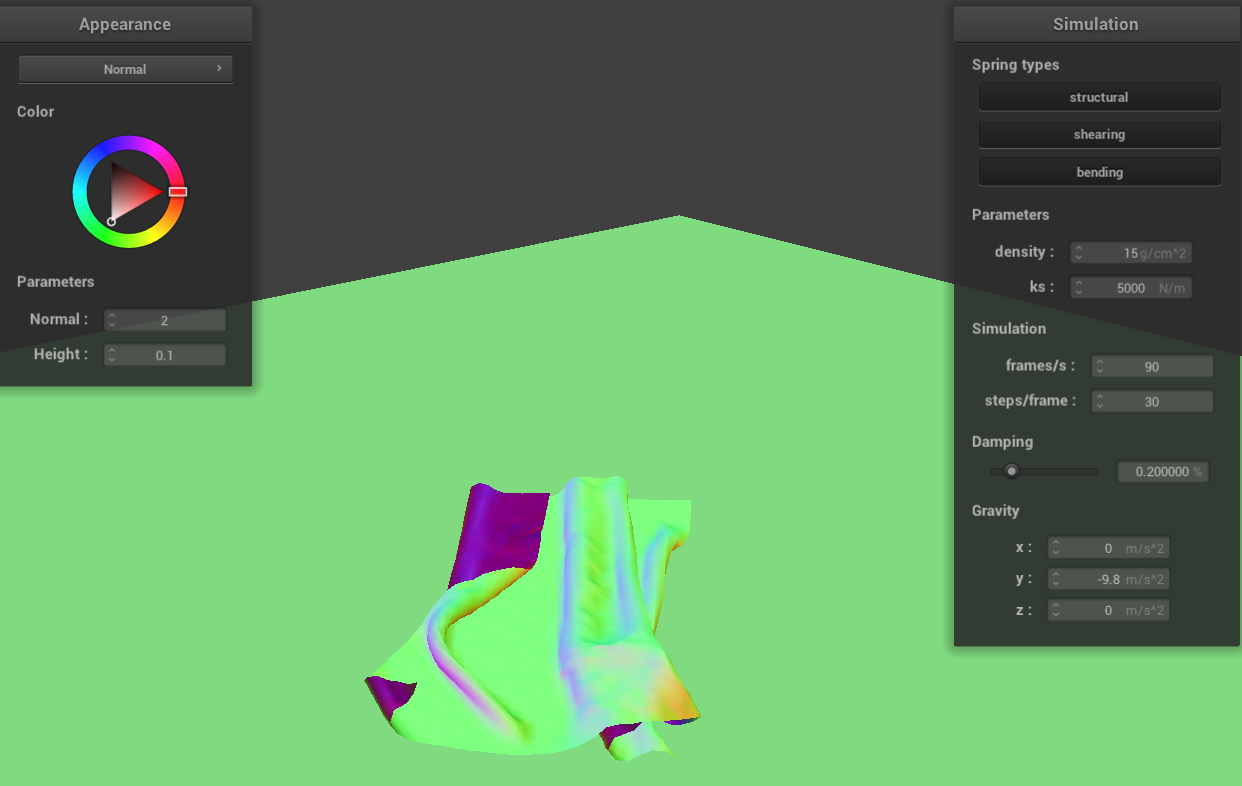 Appearance
Normal
Color
Parameters
Normal : 2
Height : 0.1
Simulation
Spring types
structural
shearing
bending
Parameters
density : 15 g/cm^2
ks : 5000 N/m
Simulation
frames/s : 90
steps/frame : 30
Damping
0.200000 %
Gravity
x : 0 m/s^2
y : -9.8 m/s^2
z : 0 m/s^2